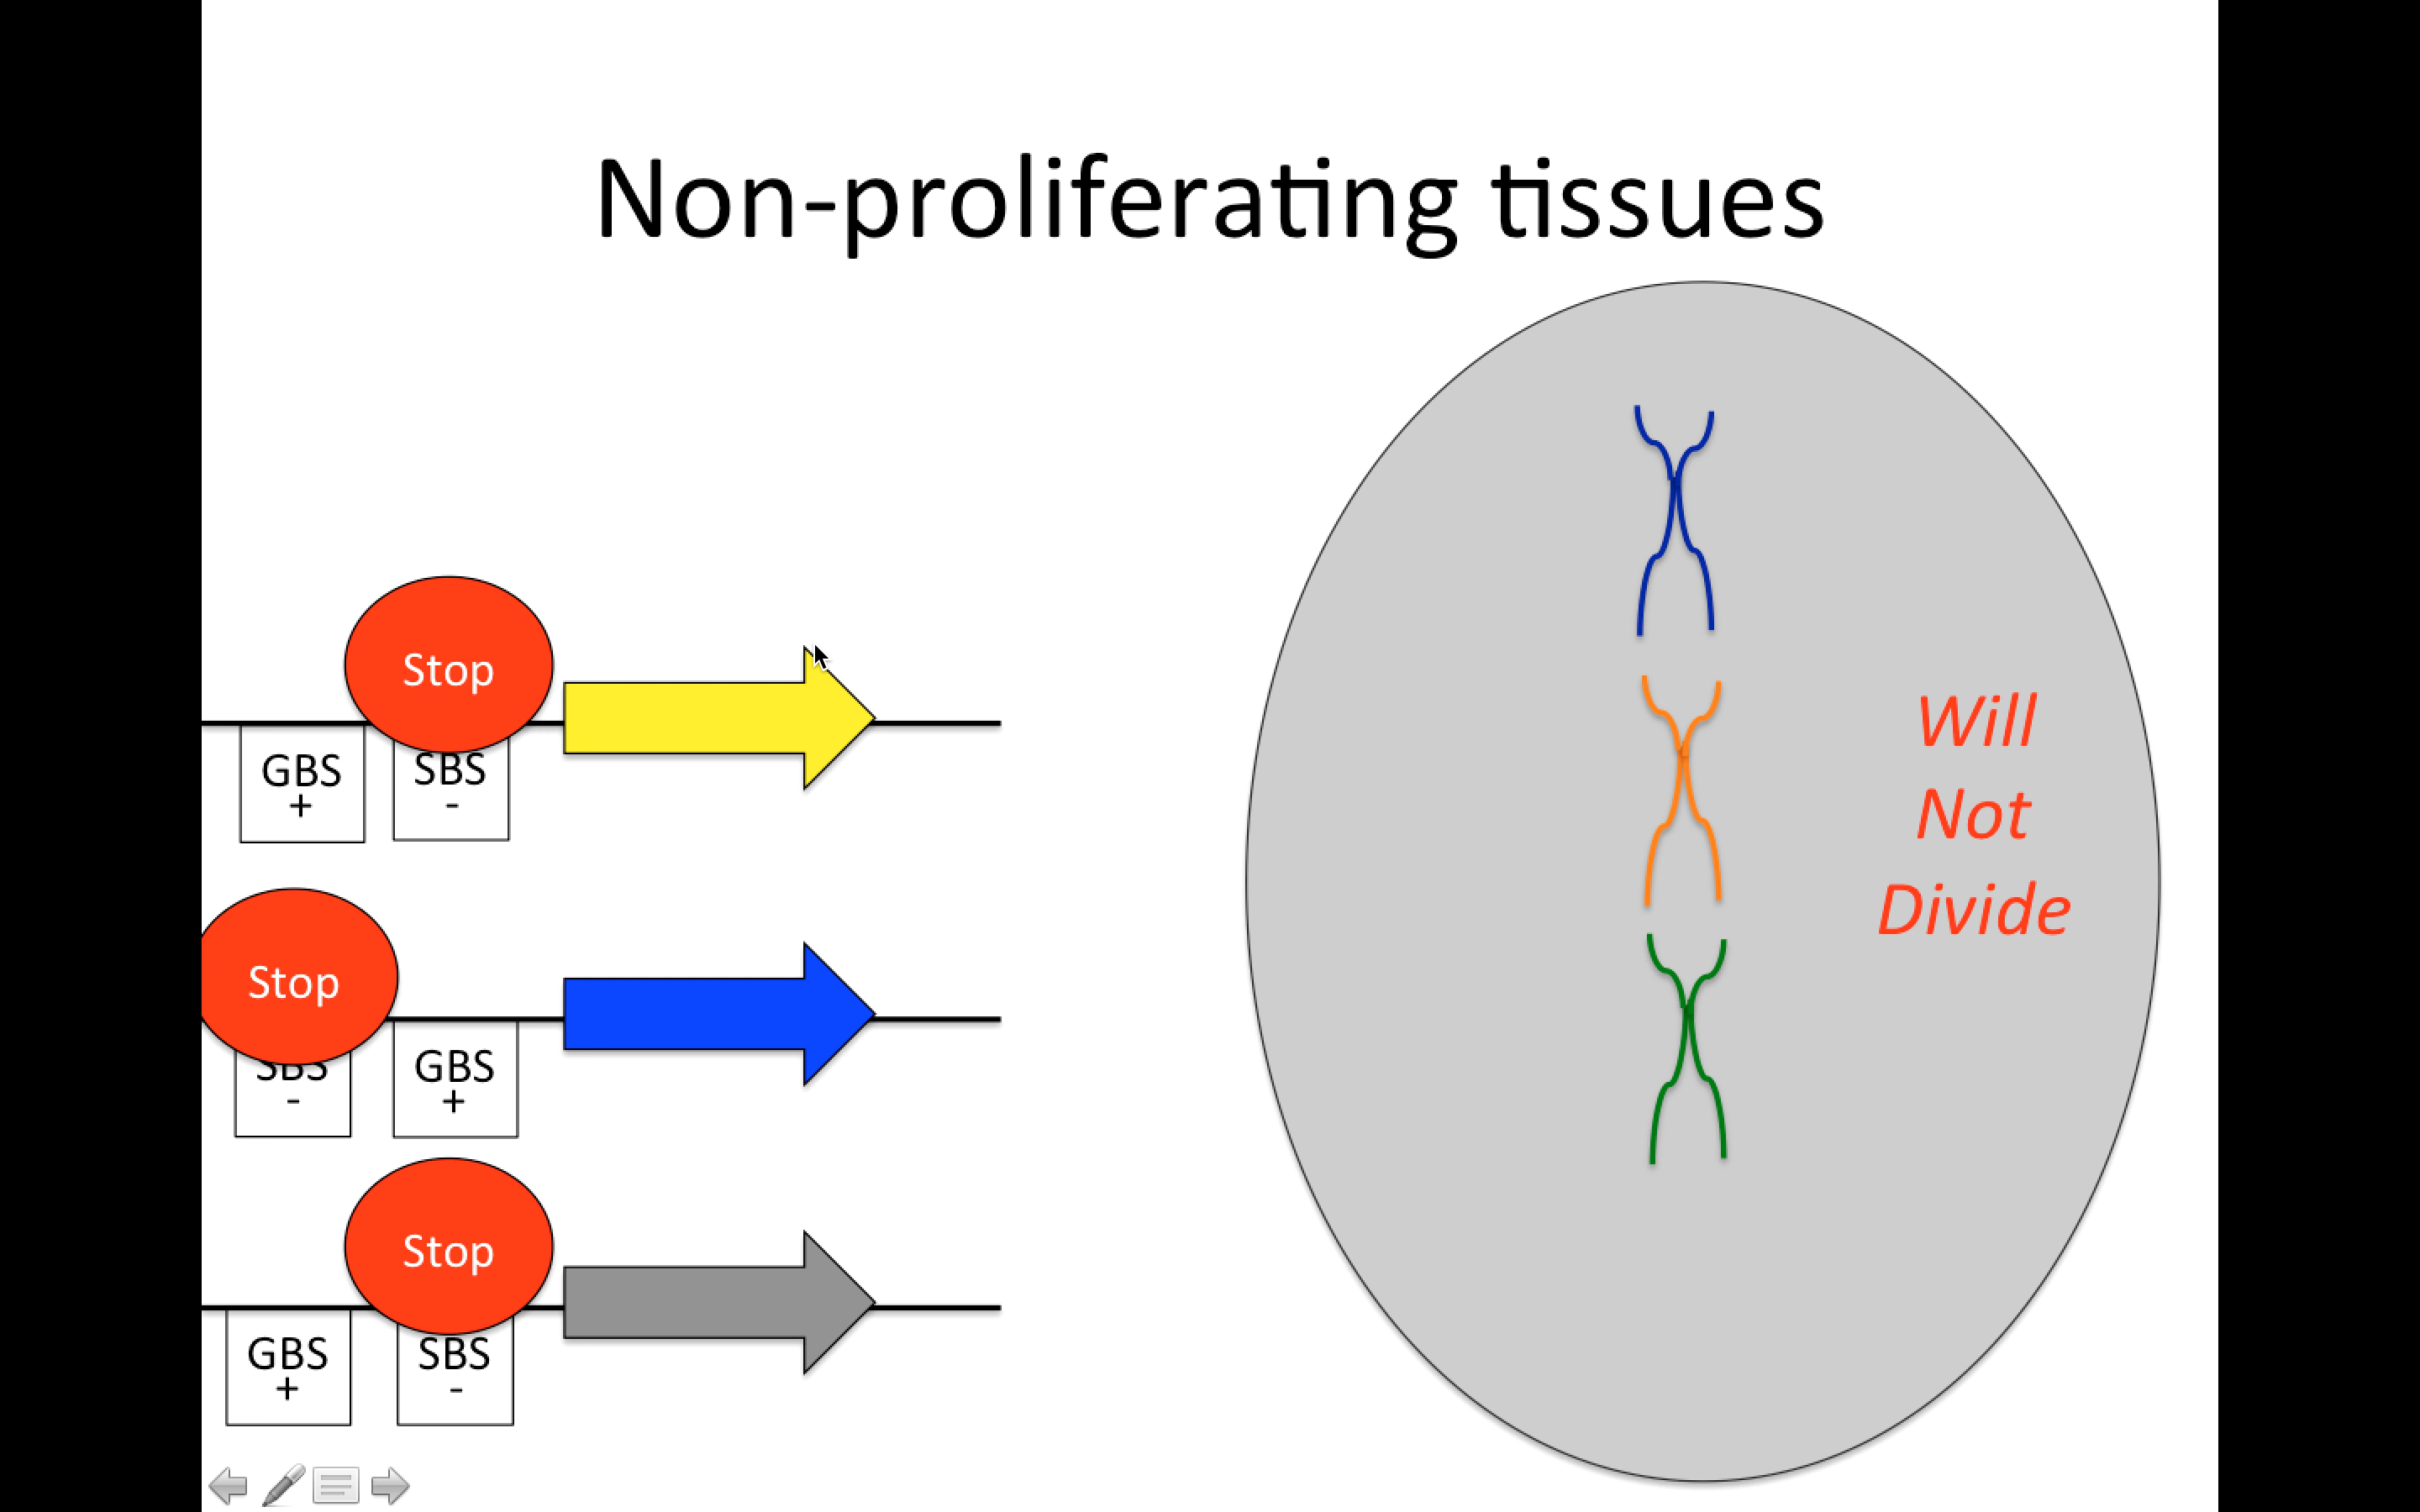 Non-proliferating tissues
Stop
GBS
+
SBS
-
Stop
SBS
-
GBS
+
Stop
GBS
+
SBS
-
Will
Not
Divide